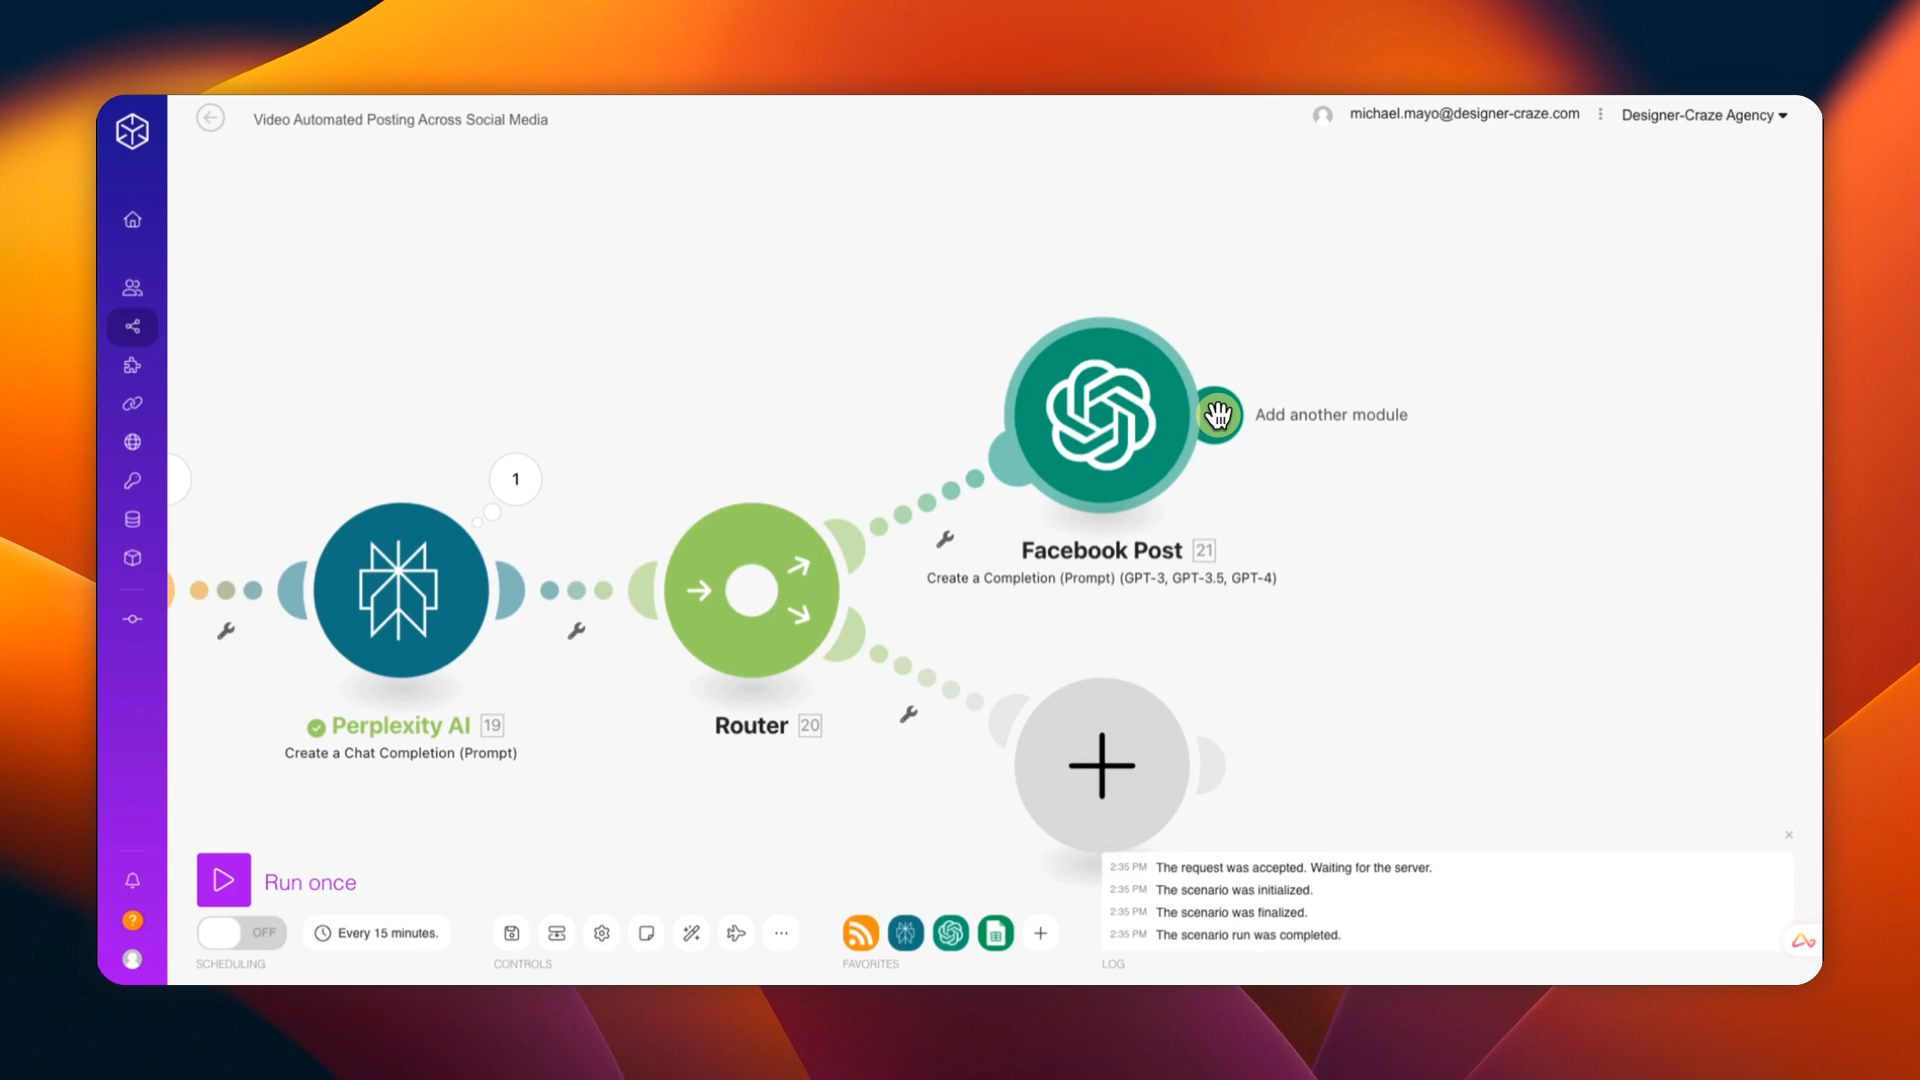 Video Automated Posting Across Social Media
michael.mayo@designer-craze.com
Designer-Craze Agency
Add another module
1
Facebook Post 21
Create a Completion (Prompt) (GPT-3, GPT-3.5, GPT-4)
Perplexity AI 19
Create a Chat Completion (Prompt)
Router 20
Run once
2:35 PM The request was accepted. Waiting for the server.
2:35 PM The scenario was initialized.
2:35 PM The scenario was finalized.
2:35 PM The scenario run was completed.
OFF
Every 15 minutes.
?
SCHEDULING
CONTROLS
FAVORITES
LOG